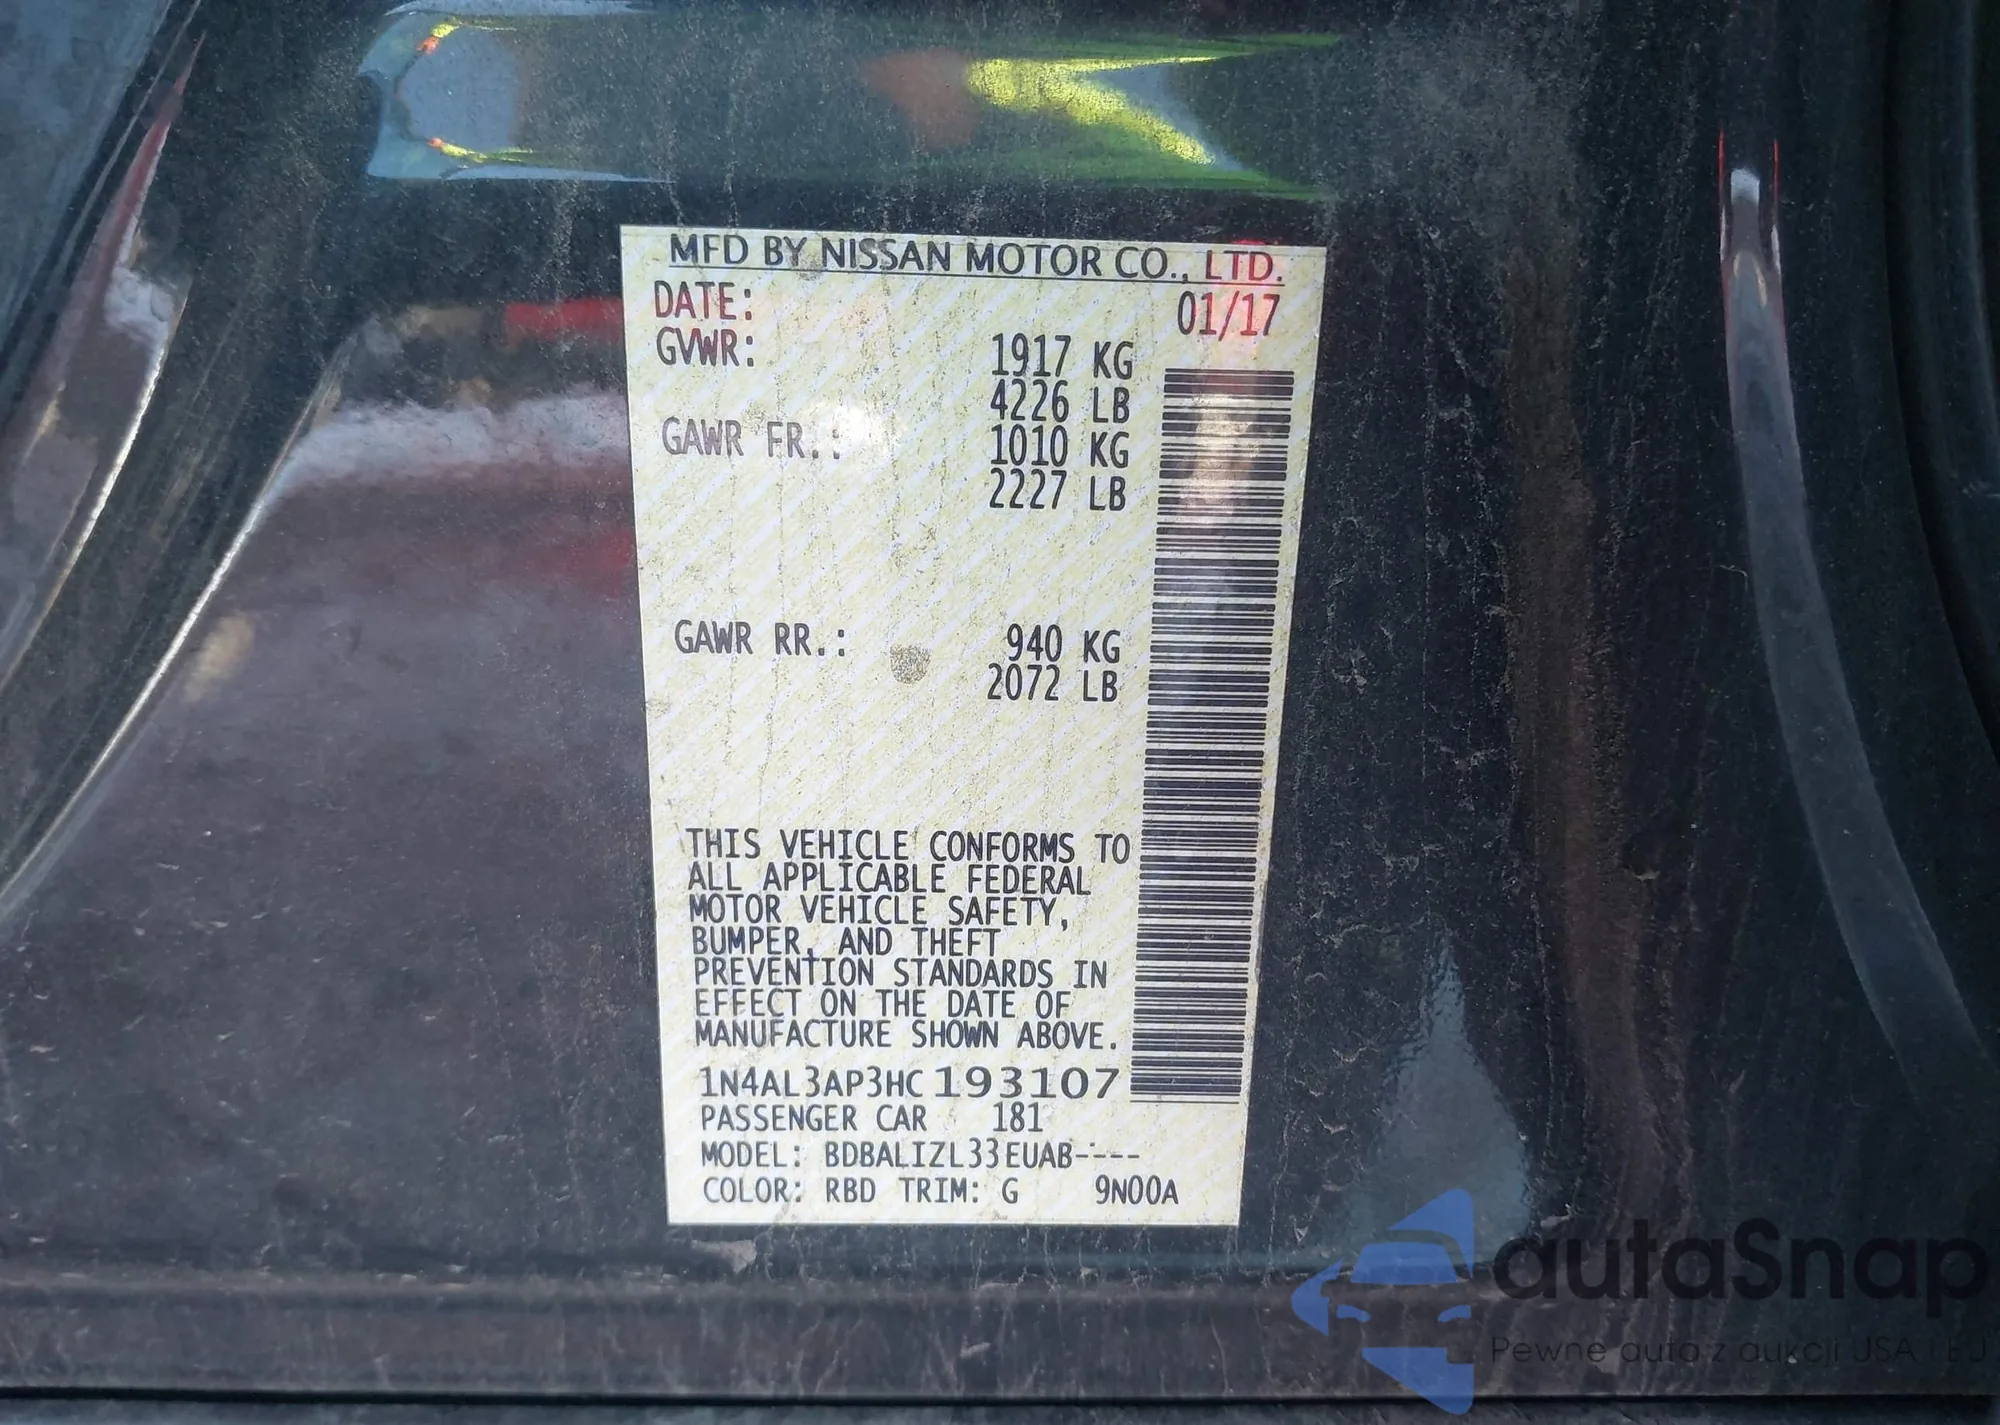 MFD BY NISSAN MOTOR CO., LTD.
DATE: 01/17
GVWR: 1917 KG
4226 LB
GAWR FR.: 1010 KG
2227 LB
GAWR RR.: 940 KG
2072 LB
THIS VEHICLE CONFORMS TO
ALL APPLICABLE FEDERAL
MOTOR VEHICLE SAFETY,
BUMPER, AND THEFT
PREVENTION STANDARDS IN
EFFECT ON THE DATE OF
MANUFACTURE SHOWN ABOVE.
1N4AL3AP3HC193107
PASSENGER CAR 181
MODEL: BDBALIZL33EUAB----
COLOR: RBD TRIM: G 9N00A
autaSnap
Pewne auto z aukcji USA i EU